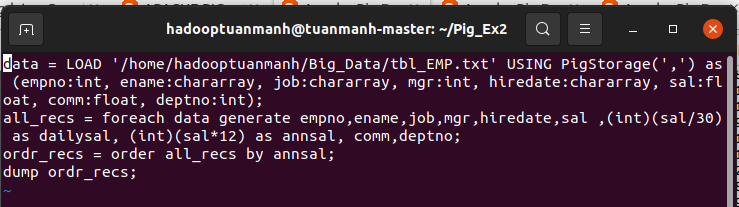 hadooptuanmanh@tuanmanh-master: ~/Pig_Ex2
data = LOAD '/home/hadooptuanmanh/Big_Data/tbl_EMP.txt' USING PigStorage(',') as
 (empno:int, ename:chararray, job:chararray, mgr:int, hiredate:chararray, sal:fl
oat, comm:float, deptno:int);
all_recs = foreach data generate empno,ename,job,mgr,hiredate,sal ,(int)(sal/30)
 as dailysal, (int)(sal*12) as annsal, comm,deptno;
ordr_recs = order all_recs by annsal;
dump ordr_recs;
~